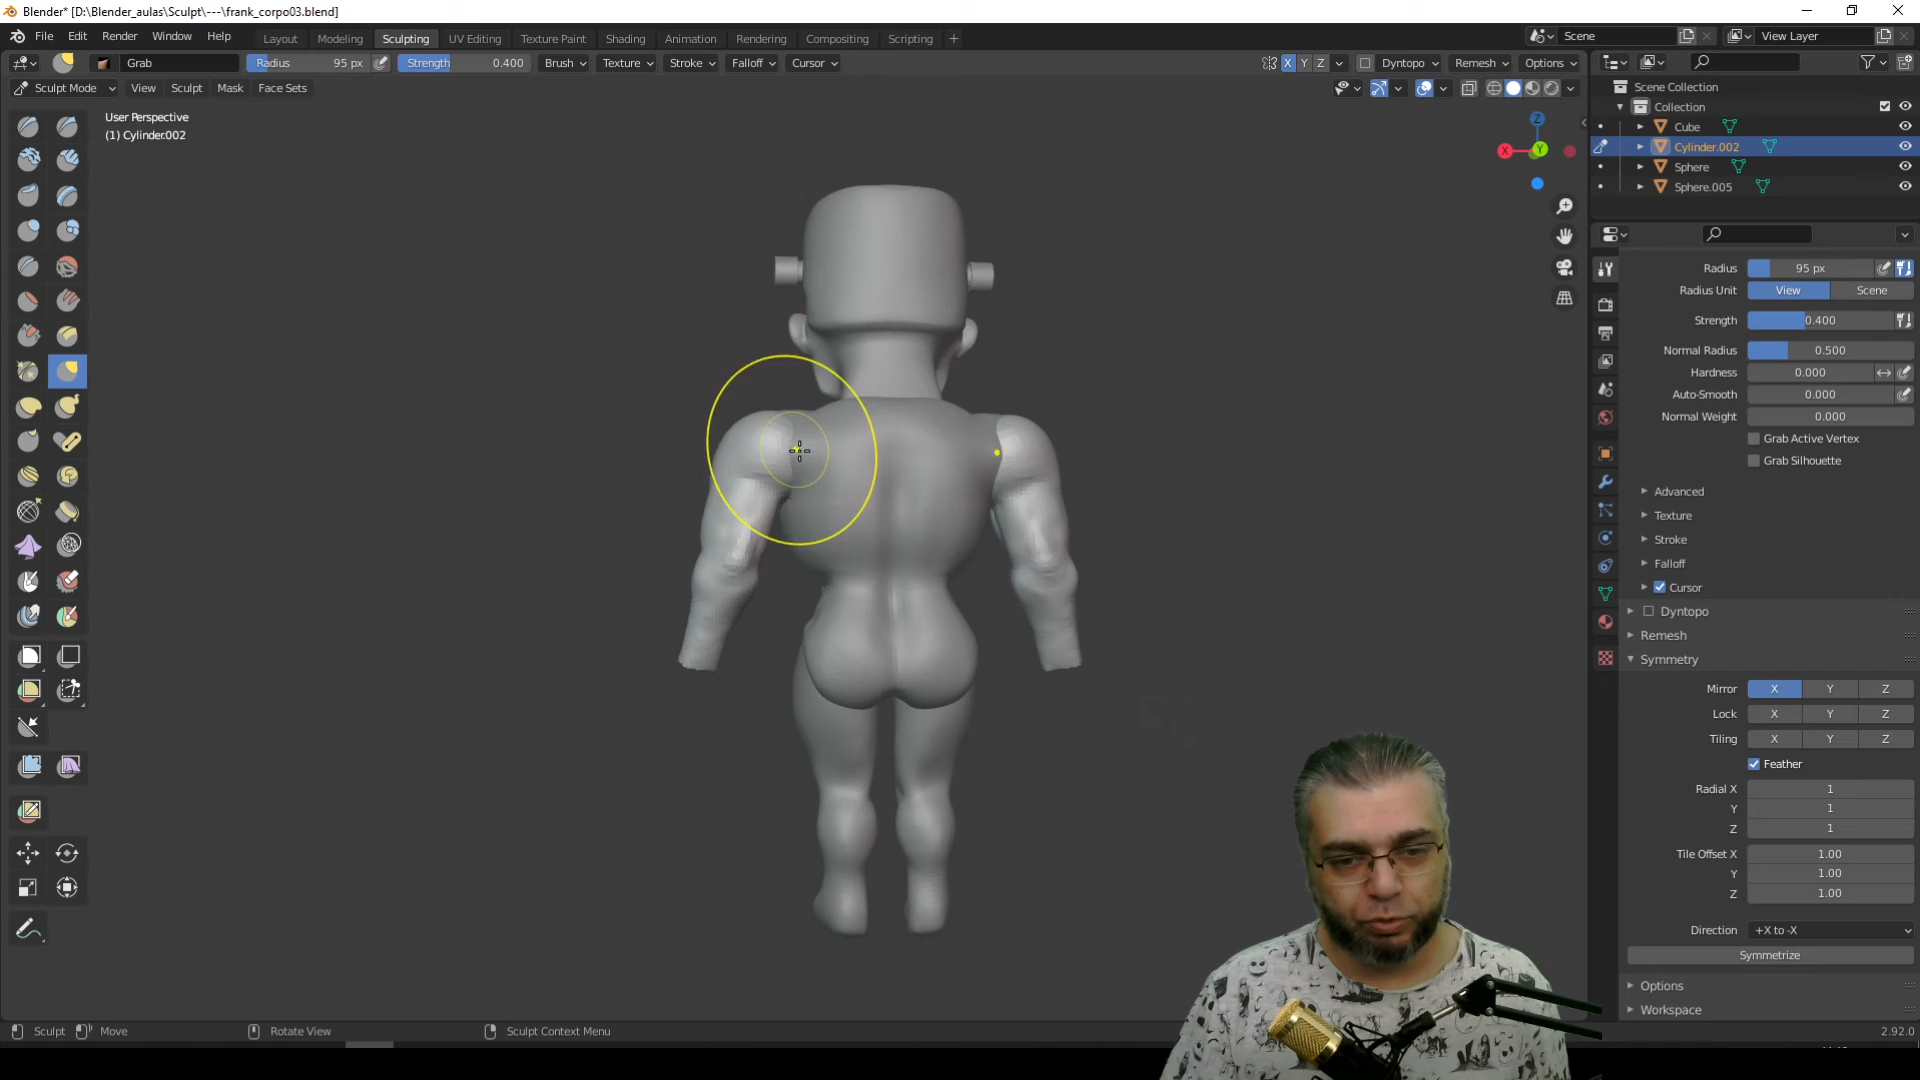 Blender* [D:\Blender_aulas\Sculpt\---\frank_corpo03.blend]
File Edit Render Window Help Layout Modeling Sculpting UV Editing Texture Paint Shading Animation Rendering Compositing Scripting + Scene View Layer
Grab Radius 95 px Strength 0.400 Brush Texture Stroke Falloff Cursor X Y Z Dyntopo Remesh Options
Sculpt Mode View Sculpt Mask Face Sets
User Perspective
(1) Cylinder.002
Z
X
Y
Scene Collection
Collection
Cube
Cylinder.002
Sphere
Sphere.005
Radius 95 px
Radius Unit View Scene
Strength 0.400
Normal Radius 0.500
Hardness 0.000
Auto-Smooth 0.000
Normal Weight 0.000
Grab Active Vertex
Grab Silhouette
Advanced
Texture
Stroke
Falloff
Cursor
Dyntopo
Remesh
Symmetry
Mirror X Y Z
Lock X Y Z
Tiling X Y Z
Feather
Radial X 1
Y 1
Z 1
Tile Offset X 1.00
Y 1.00
Z 1.00
Direction +X to -X
Symmetrize
Options
Workspace
Sculpt Move Rotate View Sculpt Context Menu 2.92.0